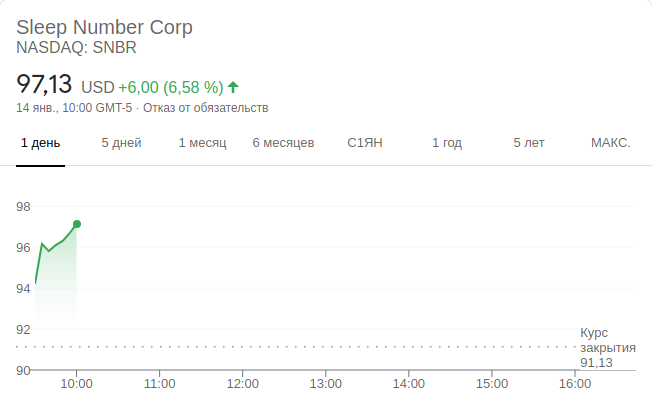 Sleep Number Corp
NASDAQ: SNBR
97,13 USD +6,00 (6,58 %)
14 янв., 10:00 GMT-5 · Отказ от обязательств
1 день 5 дней 1 месяц 6 месяцев С1ЯН 1 год 5 лет МАКС.
98
96
94
92
Курс
закрытия
91,13
90
10:00 11:00 12:00 13:00 14:00 15:00 16:00